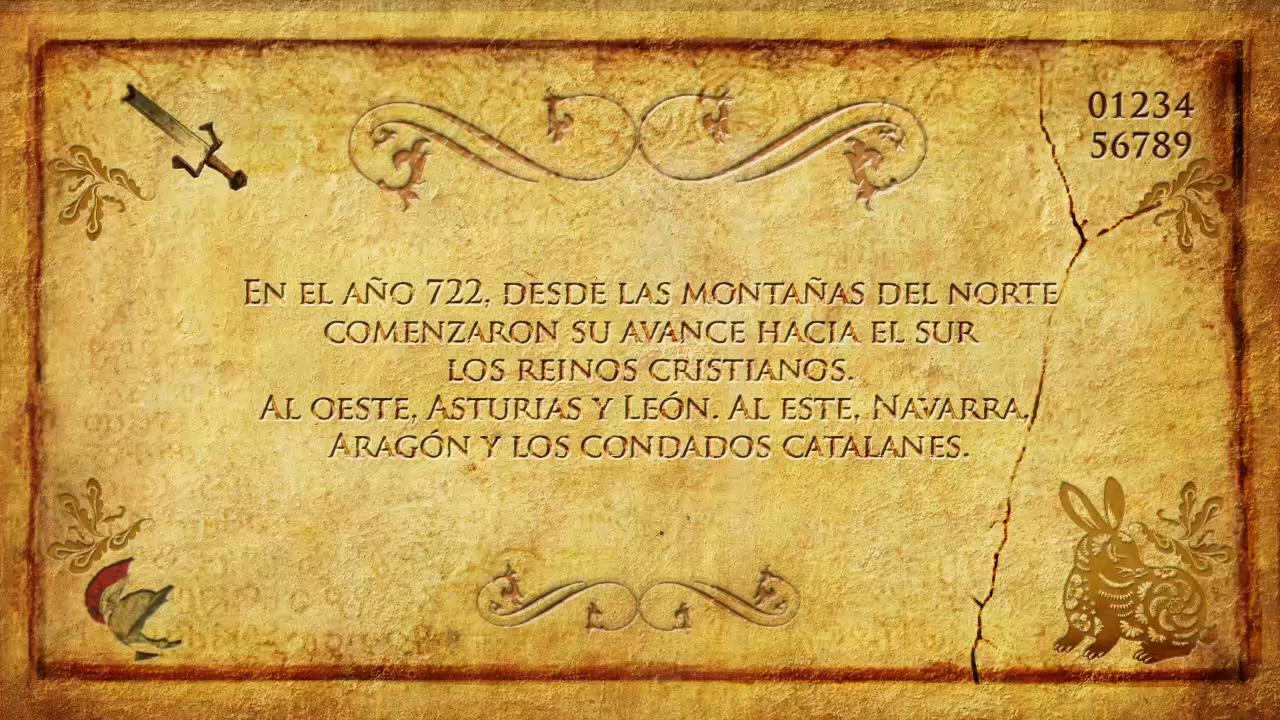 01234
56789
En el año 722, desde las montañas del norte
comenzaron su avance hacia el sur
los reinos cristianos.
Al oeste, Asturias y León. Al este, Navarra,
Aragón y los condados catalanes.